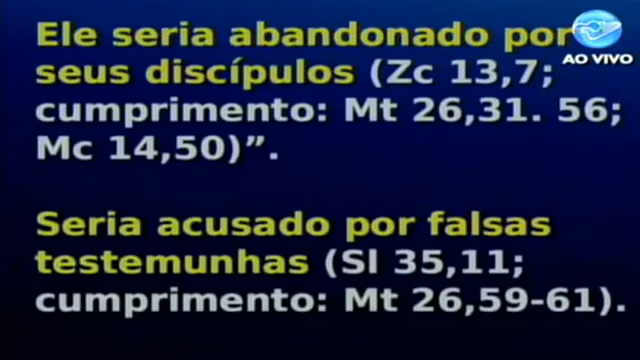 Ele seria abandonado por
seus discípulos (Zc 13,7;
cumprimento: Mt 26,31. 56;
Mc 14,50)”.
Seria acusado por falsas
testemunhas (Sl 35,11;
cumprimento: Mt 26,59-61).
AO VIVO